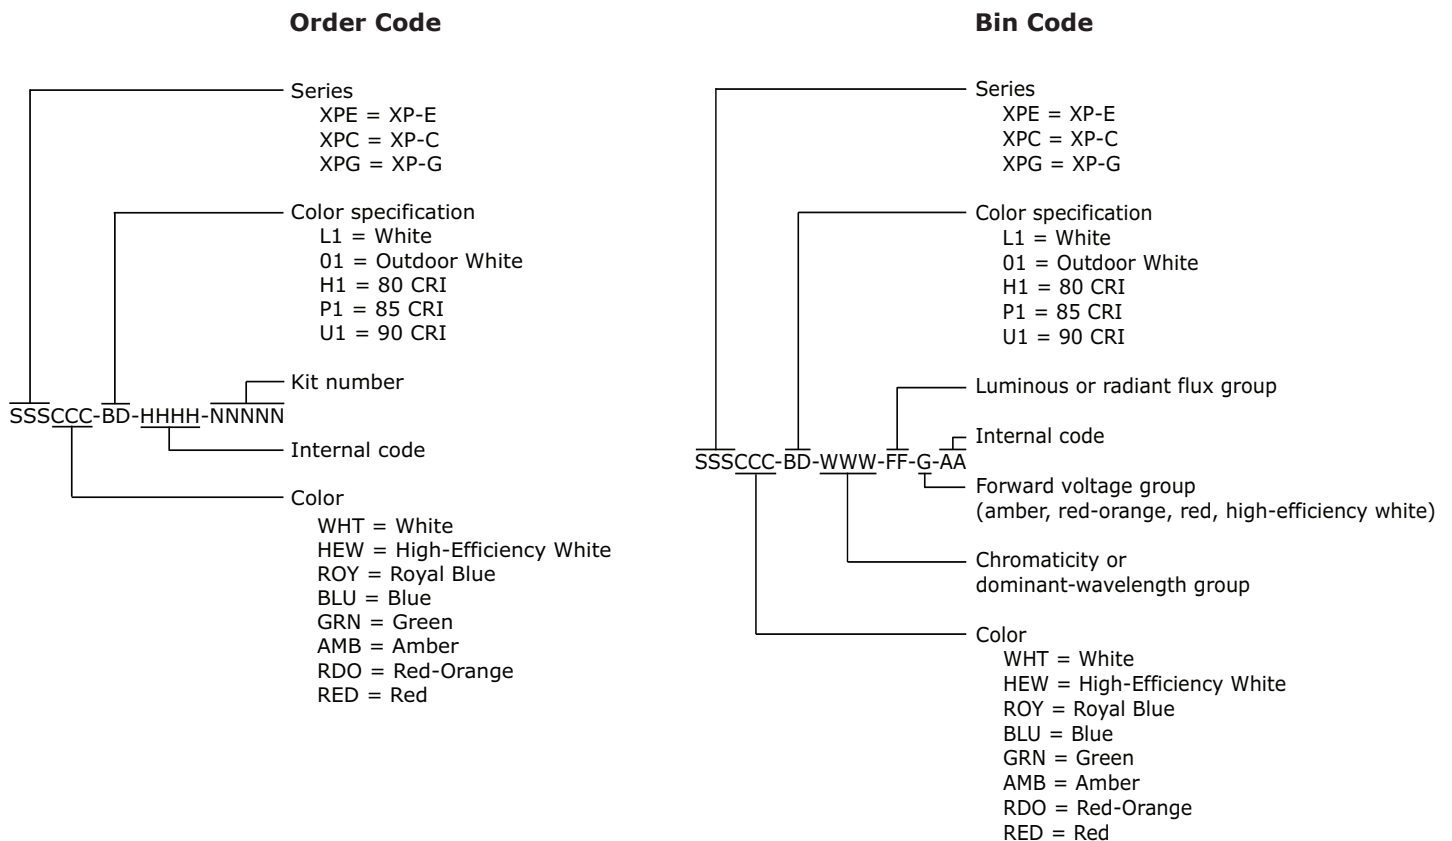 Order Code
Series
XPE = XP-E
XPC = XP-C
XPG = XP-G
Color specification
L1 = White
01 = Outdoor White
H1 = 80 CRI
P1 = 85 CRI
U1 = 90 CRI
Kit number
SSSCCC-BD-HHHH-NNNNN
Internal code
Color
WHT = White
HEW = High-Efficiency White
ROY = Royal Blue
BLU = Blue
GRN = Green
AMB = Amber
RDO = Red-Orange
RED = Red
Bin Code
Series
XPE = XP-E
XPC = XP-C
XPG = XP-G
Color specification
L1 = White
01 = Outdoor White
H1 = 80 CRI
P1 = 85 CRI
U1 = 90 CRI
Luminous or radiant flux group
Internal code
SSSCCC-BD-WWW-FF-G-AA
Forward voltage group
(amber, red-orange, red, high-efficiency white)
Chromaticity or
dominant-wavelength group
Color
WHT = White
HEW = High-Efficiency White
ROY = Royal Blue
BLU = Blue
GRN = Green
AMB = Amber
RDO = Red-Orange
RED = Red